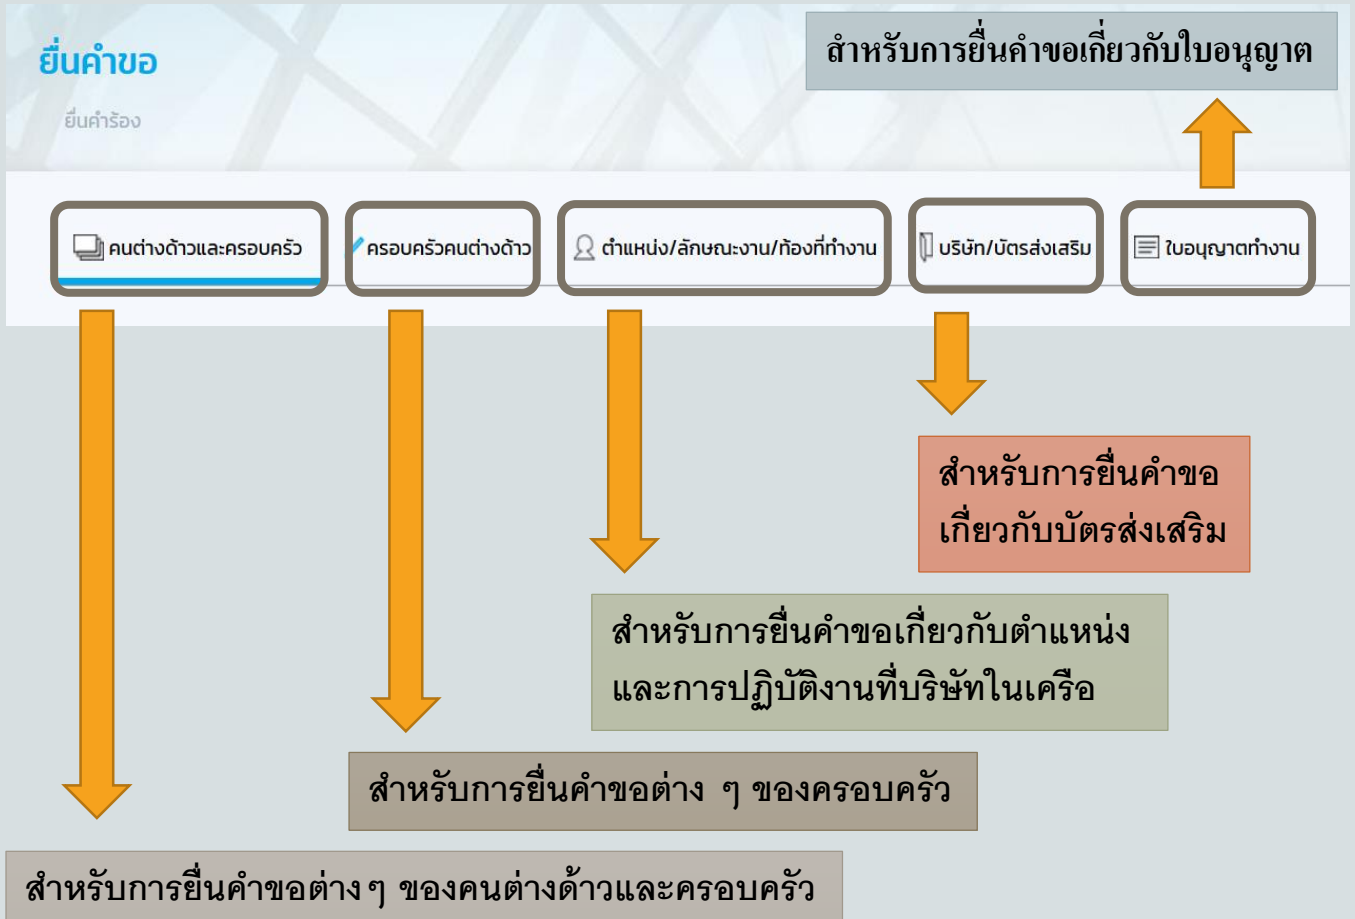 ยื่นคำขอ
ยื่นคำร้อง
สำหรับการยื่นคำขอเกี่ยวกับใบอนุญาต
คนต่างด้าวและครอบครัว
ครอบครัวคนต่างด้าว
ตำแหน่ง/ลักษณะงาน/ท้องที่ทำงาน
บริษัท/บัตรส่งเสริม
ใบอนุญาตทำงาน
สำหรับการยื่นคำขอ
เกี่ยวกับบัตรส่งเสริม
สำหรับการยื่นคำขอเกี่ยวกับตำแหน่ง
และการปฏิบัติงานที่บริษัทในเครือ
สำหรับการยื่นคำขอต่าง ๆ ของครอบครัว
สำหรับการยื่นคำขอต่างๆ ของคนต่างด้าวและครอบครัว